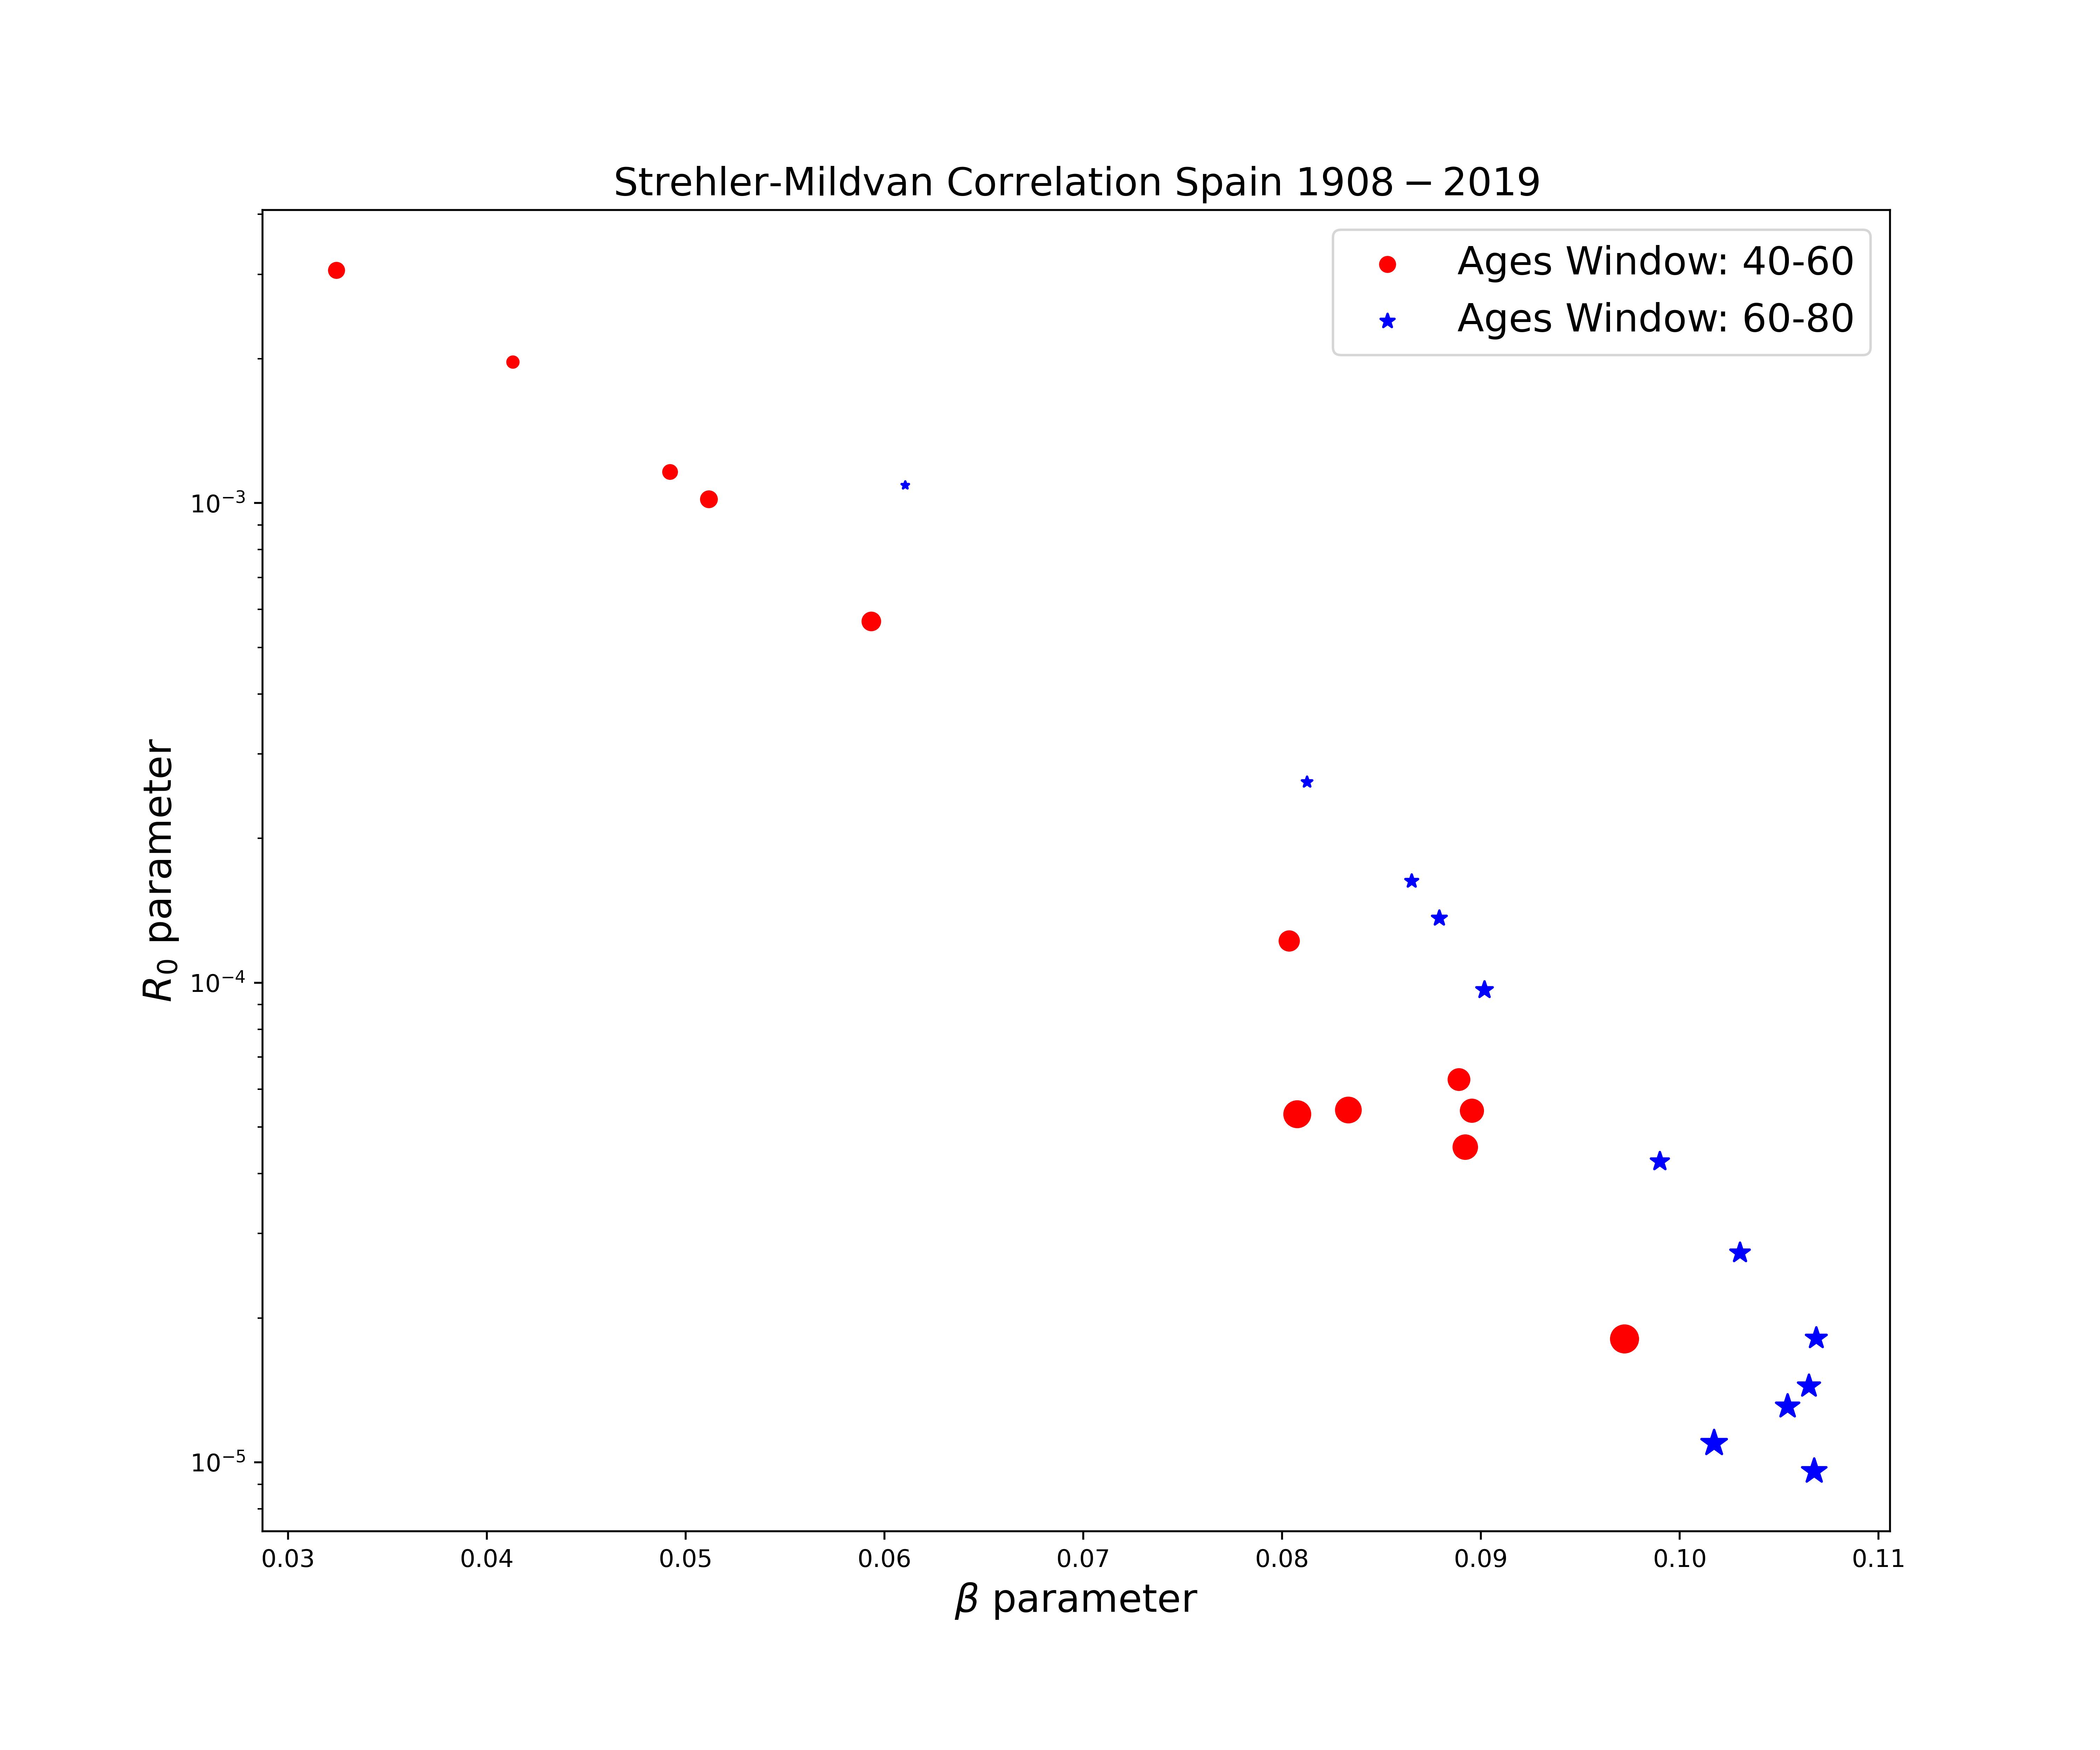 Strehler-Mildvan Correlation Spain 1908 − 2019
Ages Window: 40-60
Ages Window: 60-80
R₀ parameter
10⁻³
10⁻⁴
10⁻⁵
0.03 0.04 0.05 0.06 0.07 0.08 0.09 0.10 0.11
β parameter